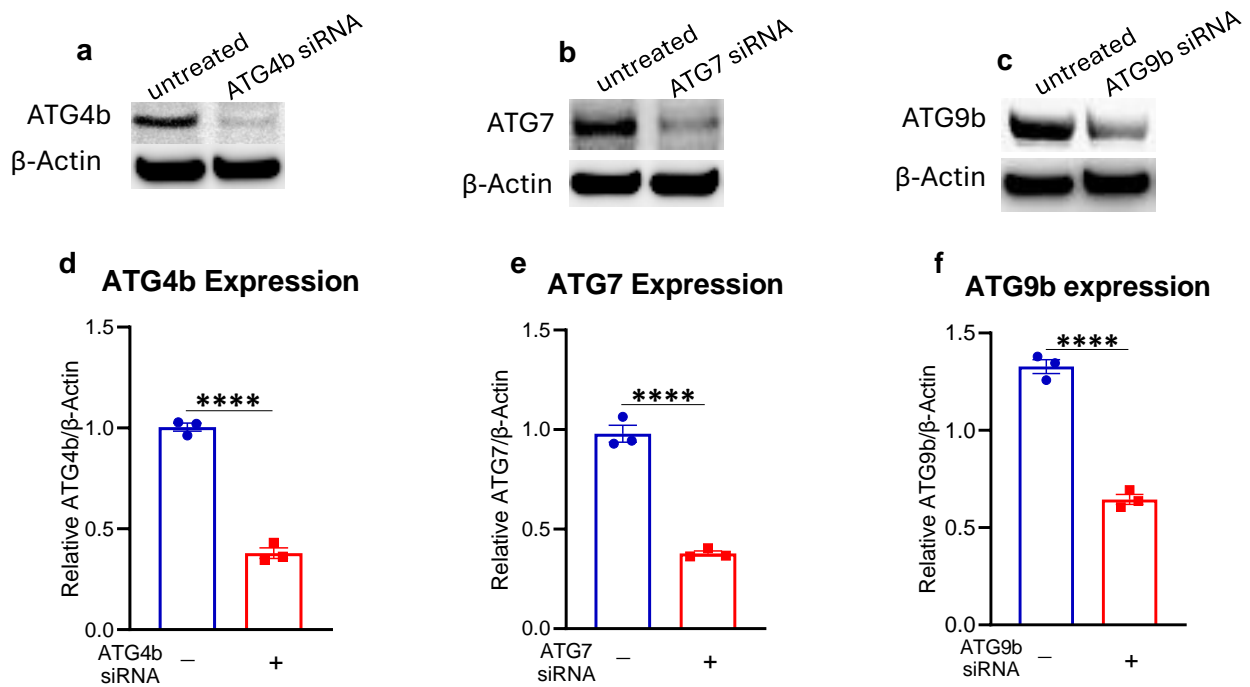 a
untreated
ATG4b siRNA
ATG4b
β-Actin
b
untreated
ATG7 siRNA
ATG7
β-Actin
c
untreated
ATG9b siRNA
ATG9b
β-Actin
d
ATG4b Expression
Relative ATG4b/β-Actin
1.5
1.0
0.5
0.0
****
ATG4b
siRNA
− +
e
ATG7 Expression
Relative ATG7/β-Actin
1.5
1.0
0.5
0.0
****
ATG7
siRNA
− +
f
ATG9b expression
Relative ATG9b/β-Actin
1.5
1.0
0.5
0.0
****
ATG9b
siRNA
− +